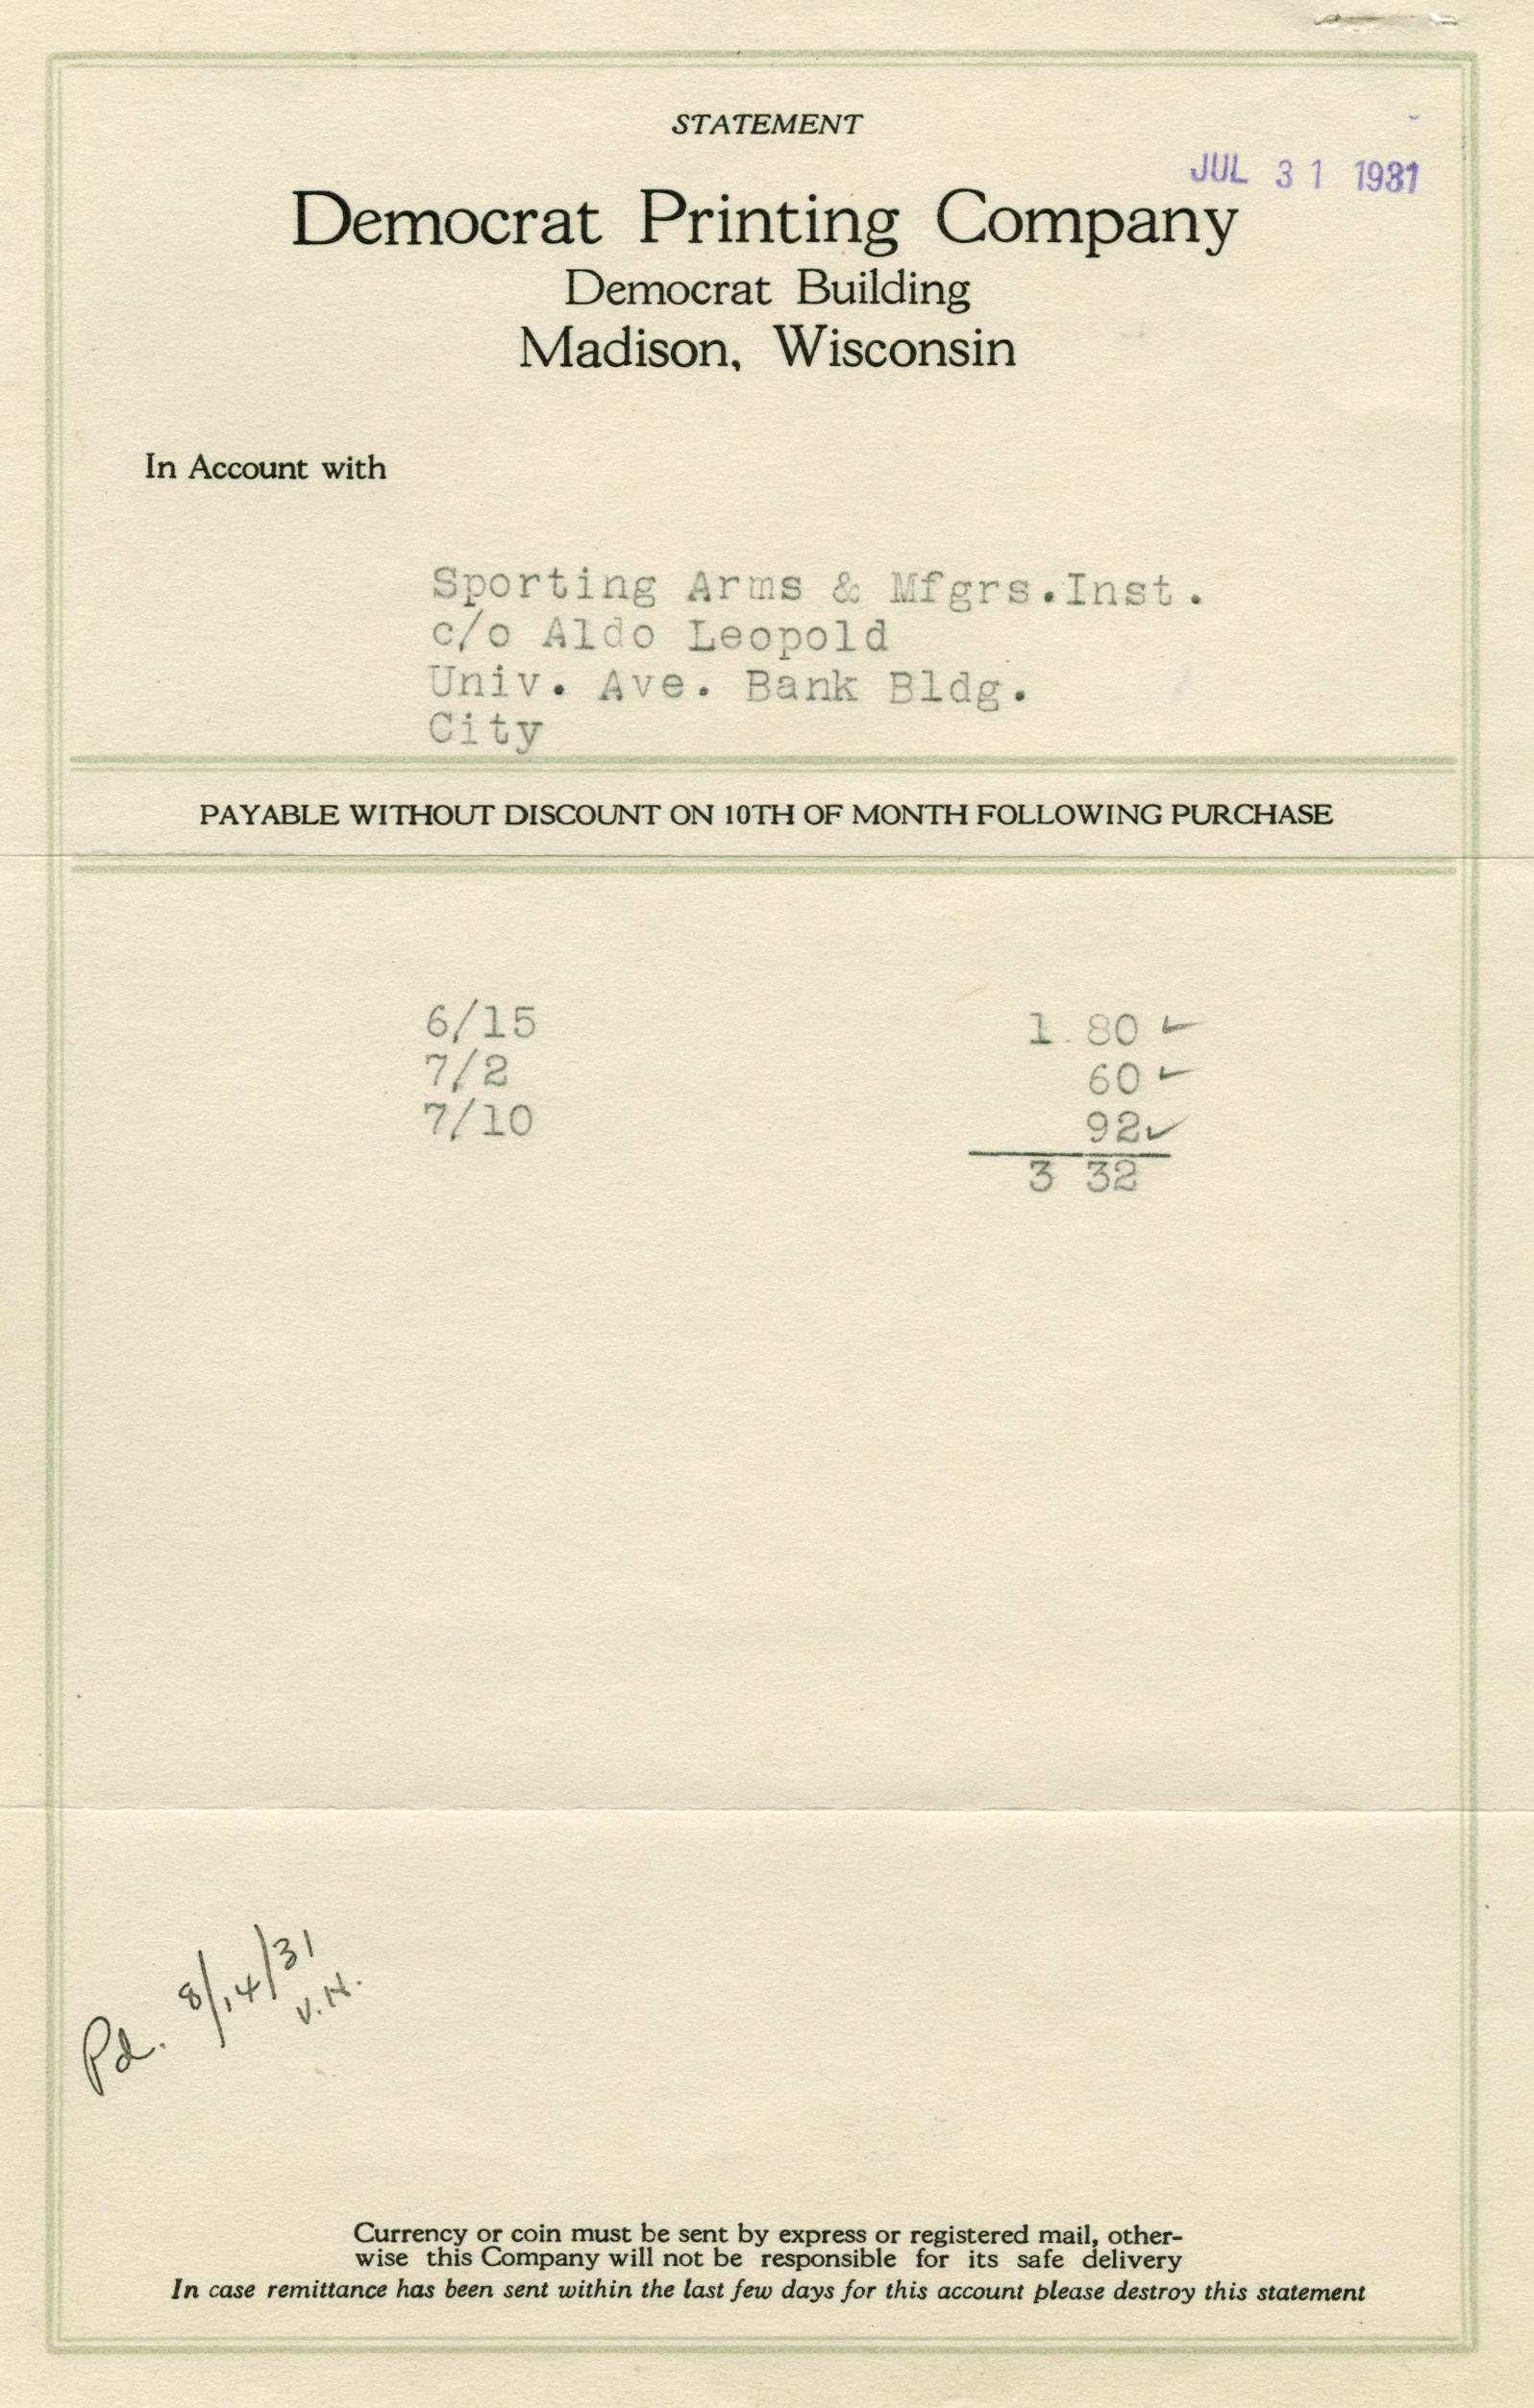 STATEMENT
JUL 31 1931
Democrat Printing Company
Democrat Building
Madison, Wisconsin
In Account with
Sporting Arms & Mfgrs.Inst.
c/o Aldo Leopold
Univ. Ave. Bank Bldg.
City
PAYABLE WITHOUT DISCOUNT ON 10TH OF MONTH FOLLOWING PURCHASE
6/15 1.80 ✓
7/2 60 ✓
7/10 92 ✓
3 32
Pd. 8/14/31
V.H.
Currency or coin must be sent by express or registered mail, other-
wise this Company will not be responsible for its safe delivery
In case remittance has been sent within the last few days for this account please destroy this statement